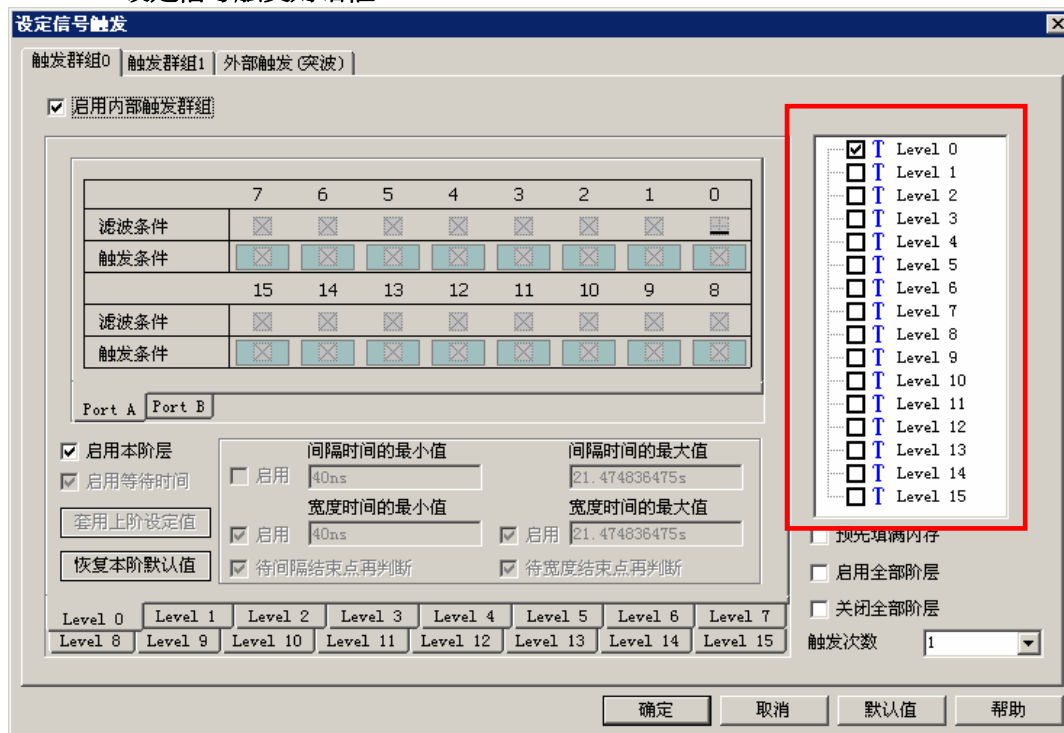 设定信号触发
触发群组0 触发群组1 外部触发(突波)
启用内部触发群组
7 6 5 4 3 2 1 0
滤波条件
触发条件
15 14 13 12 11 10 9 8
滤波条件
触发条件
Port A Port B
启用本阶层
启用等待时间
套用上阶设定值
恢复本阶默认值
间隔时间的最小值 间隔时间的最大值
启用 40ns 21.474836475s
宽度时间的最小值 宽度时间的最大值
启用 40ns 启用 21.474836475s
待间隔结束点再判断 待宽度结束点再判断
Level 0 Level 1 Level 2 Level 3 Level 4 Level 5 Level 6 Level 7
Level 8 Level 9 Level 10 Level 11 Level 12 Level 13 Level 14 Level 15
T Level 0
T Level 1
T Level 2
T Level 3
T Level 4
T Level 5
T Level 6
T Level 7
T Level 8
T Level 9
T Level 10
T Level 11
T Level 12
T Level 13
T Level 14
T Level 15
预先填满内存
启用全部阶层
关闭全部阶层
触发次数 1
确定 取消 默认值 帮助